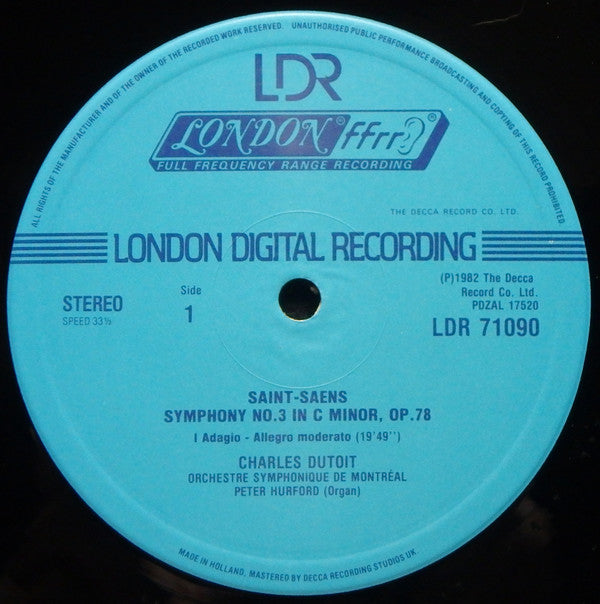 ALL RIGHTS OF THE MANUFACTURER AND OF THE OWNER OF THE RECORDED WORK RESERVED. UNAUTHORISED PUBLIC PERFORMANCE BROADCASTING AND COPYING OF THIS RECORD PROHIBITED.
LDR
LONDON® ffrr®
FULL FREQUENCY RANGE RECORDING
THE DECCA RECORD CO. LTD.
LONDON DIGITAL RECORDING
STEREO
SPEED 33⅓
Side
1
(P)1982 The Decca
Record Co. Ltd.
PDZAL 17520
LDR 71090
SAINT-SAENS
SYMPHONY NO.3 IN C MINOR, OP.78
I Adagio - Allegro moderato (19'49'')
CHARLES DUTOIT
ORCHESTRE SYMPHONIQUE DE MONTRÉAL
PETER HURFORD (Organ)
MADE IN HOLLAND, MASTERED BY DECCA RECORDING STUDIOS UK